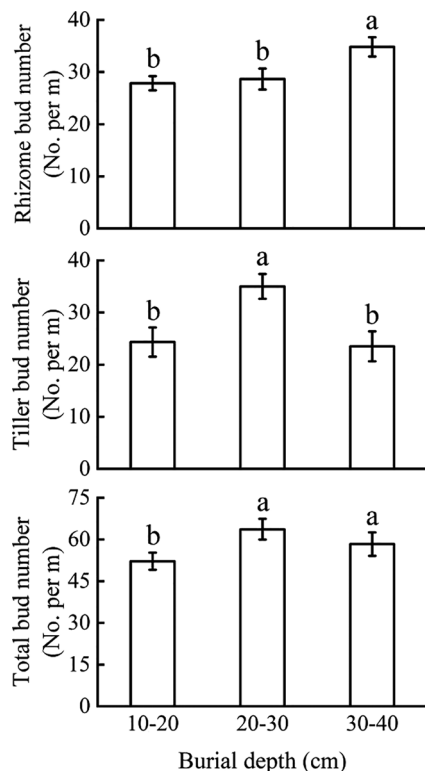 Rhizome bud number
(No. per m)
40
30
20
10
0
b
b
a
Tiller bud number
(No. per m)
40
30
20
10
0
b
a
b
Total bud number
(No. per m)
75
60
45
30
15
0
b
a
a
10-20
20-30
30-40
Burial depth (cm)